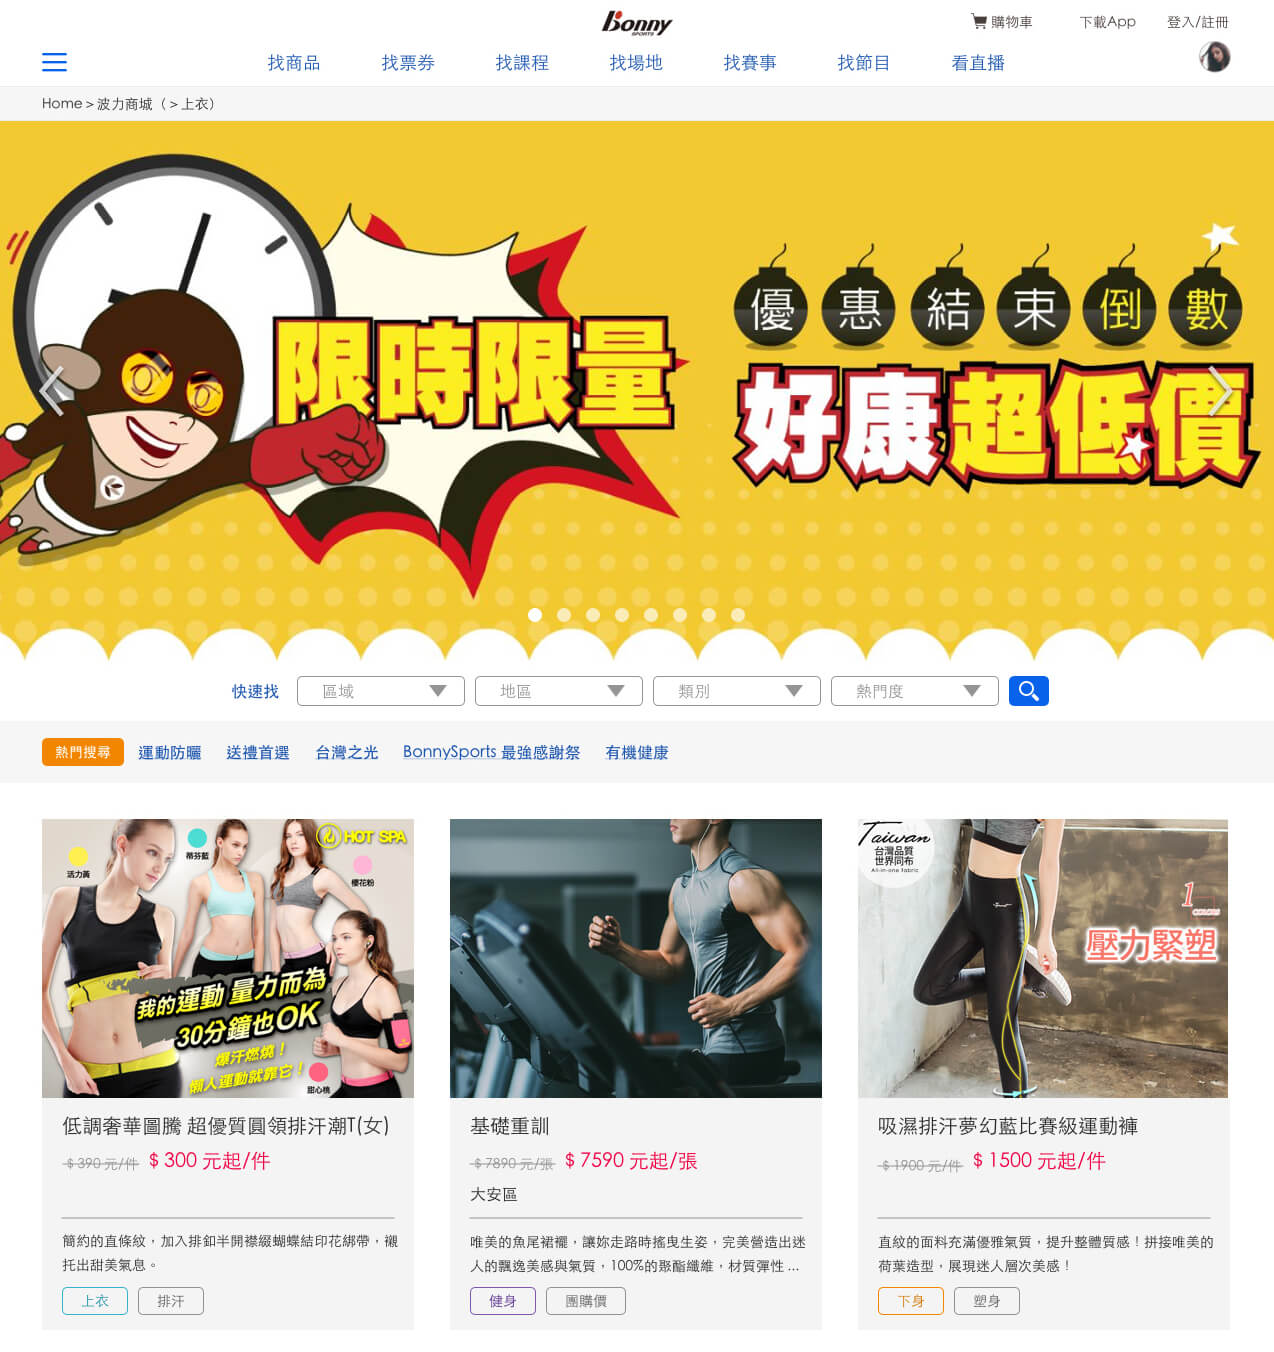 Bonny
SPORTS
購物車
下載App
登入/註冊
找商品
找票券
找課程
找場地
找賽事
找節目
看直播
Home > 波力商城（ > 上衣）
限時限量
優惠結束倒數
好康超低價
快速找
區域
地區
類別
熱門度
熱門搜尋
運動防曬
送禮首選
台灣之光
BonnySports 最強感謝祭
有機健康
HOT SPA
活力黃
蒂芬藍
櫻花粉
我的運動 量力而為
30分鐘也OK
爆汗燃燒！
懶人運動就靠它！
甜心桃
低調奢華圖騰 超優質圓領排汗潮T(女)
$ 390 元/件
$ 300 元起/件
簡約的直條紋，加入排釦半開襟綴蝴蝶結印花綁帶，襯
托出甜美氣息。
上衣
排汗
基礎重訓
$ 7890 元/張
$ 7590 元起/張
大安區
唯美的魚尾裙襬，讓妳走路時搖曳生姿，完美營造出迷
人的飄逸美感與氣質，100%的聚酯纖維，材質彈性 ...
健身
團購價
Taiwan
台灣品質
世界同布
All-in-one Fabric
1
COLORS
壓力緊塑
吸濕排汗夢幻藍比賽級運動褲
$ 1900 元/件
$ 1500 元起/件
直紋的面料充滿優雅氣質，提升整體質感！拼接唯美的
荷葉造型，展現迷人層次美感！
下身
塑身